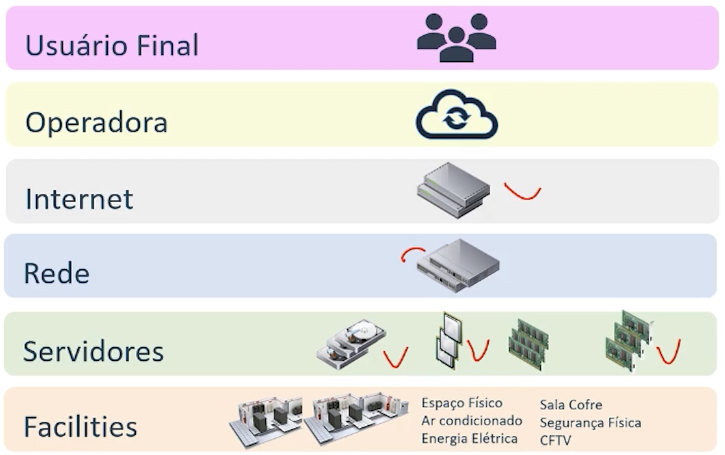 Usuário Final
Operadora
Internet
Rede
Servidores
Facilities
Espaço Físico
Ar condicionado
Energia Elétrica
Sala Cofre
Segurança Física
CFTV